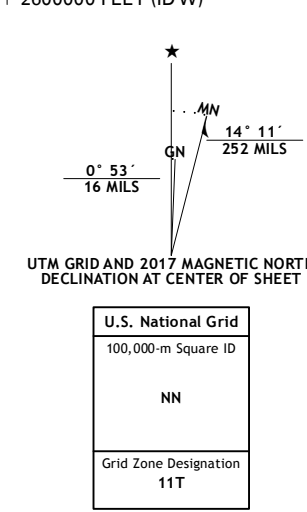 2600000 FEET (ID W)
★
MN
GN
14° 11´
252 MILS
0° 53´
16 MILS
UTM GRID AND 2017 MAGNETIC NORTH
DECLINATION AT CENTER OF SHEET
U.S. National Grid
100,000-m Square ID
NN
Grid Zone Designation
11T